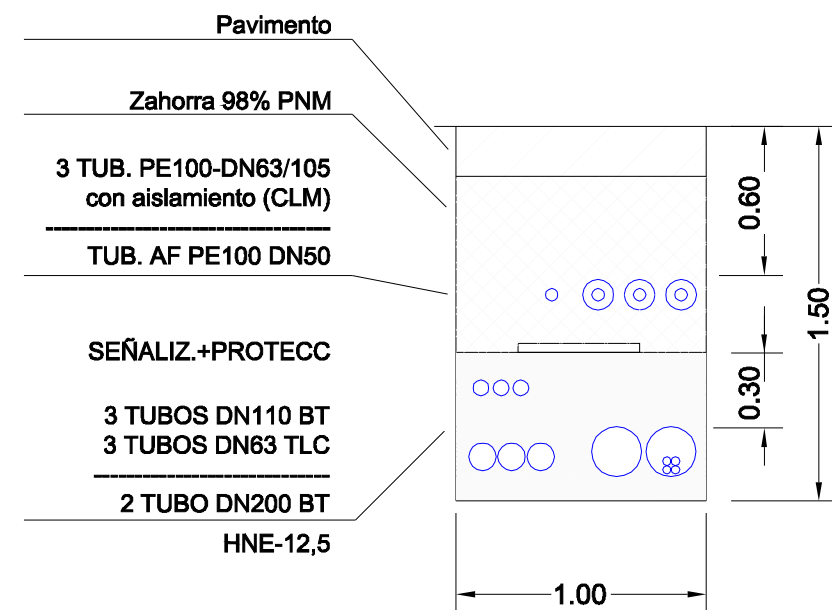 Pavimento
Zahorra 98% PNM
3 TUB. PE100-DN63/105
con aislamiento (CLM)
TUB. AF PE100 DN50
SEÑALIZ.+PROTECC
3 TUBOS DN110 BT
3 TUBOS DN63 TLC
2 TUBO DN200 BT
HNE-12,5
0.60
0.30
1.50
1.00